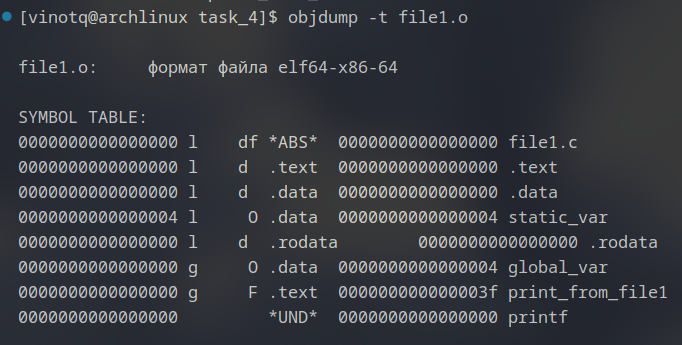 [vinotq@archlinux task_4]$ objdump -t file1.o
file1.o:     формат файла elf64-x86-64
SYMBOL TABLE:
0000000000000000 l    df *ABS*  0000000000000000 file1.c
0000000000000000 l    d  .text  0000000000000000 .text
0000000000000000 l    d  .data  0000000000000000 .data
0000000000000004 l     O .data  0000000000000004 static_var
0000000000000000 l    d  .rodata        0000000000000000 .rodata
0000000000000000 g     O .data  0000000000000004 global_var
0000000000000000 g     F .text  000000000000003f print_from_file1
0000000000000000         *UND*  0000000000000000 printf